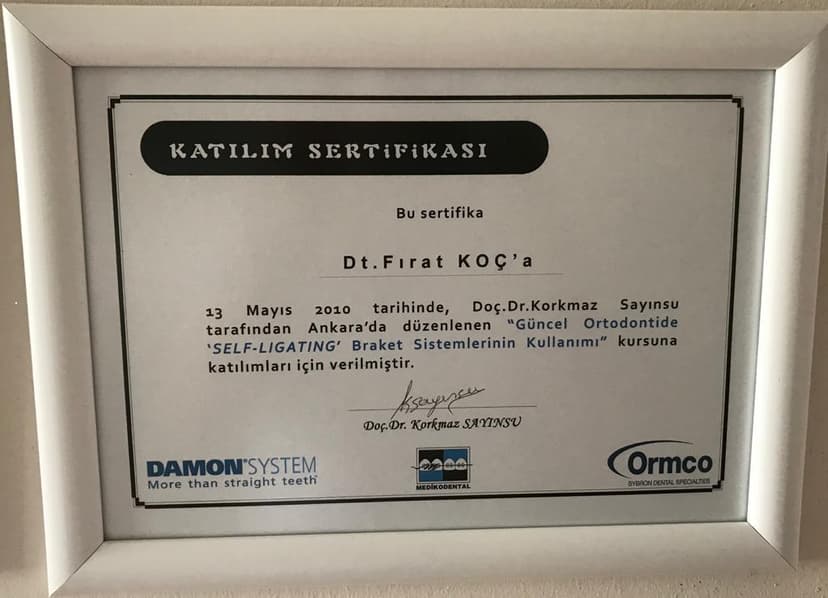 KATILIM SERTİFİKASI
Bu sertifika
Dt.Fırat KOÇ’a
13 Mayıs 2010 tarihinde, Doç.Dr.Korkmaz Sayınsu
tarafından Ankara’da düzenlenen “Güncel Ortodontide
‘SELF-LIGATING’ Braket Sistemlerinin Kullanımı” kursuna
katılımları için verilmiştir.
Ksayınsu
Doç.Dr. Korkmaz SAYINSU
DAMON SYSTEM
More than straight teeth
MEDİKODENTAL
Ormco
SYBRON DENTAL SPECIALTIES